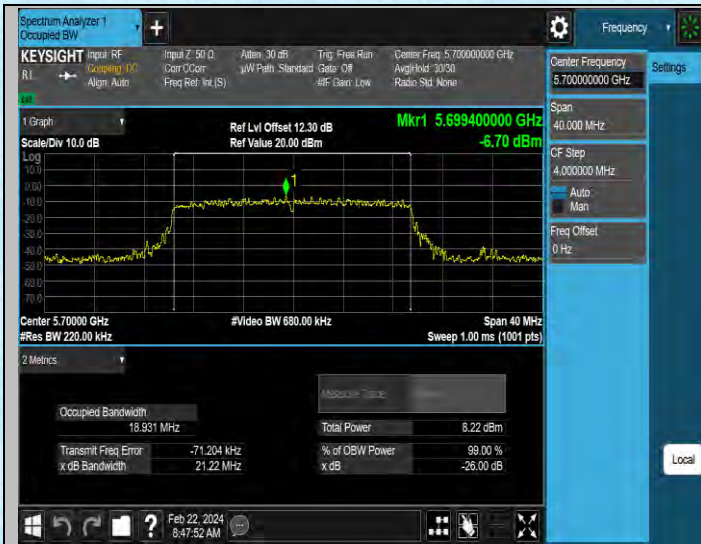 Spectrum Analyzer 1
Occupied BW
+
Frequency
KEYSIGHT
Input: RF
Coupling: DC
Align: Auto
Input Z: 50 Ω
Corr CCorr
Freq Ref: Int (S)
Atten: 30 dB
µW Path: Standard
Trig: Free Run
Gate: Off
#IF Gain: Low
Center Freq: 5.700000000 GHz
Avg|Hold: 30/30
Radio Std: None
Center Frequency
5.700000000 GHz
Settings
Span
40.000 MHz
CF Step
4.000000 MHz
Auto
Man
Freq Offset
0 Hz
Local
1 Graph
Scale/Div 10.0 dB
Ref Lvl Offset 12.30 dB
Ref Value 20.00 dBm
Mkr1 5.699400000 GHz
-6.70 dBm
Log
10.0
0.00
-10.0
-20.0
-30.0
-40.0
-50.0
-60.0
-70.0
1
Center 5.70000 GHz
#Res BW 220.00 kHz
#Video BW 680.00 kHz
Span 40 MHz
Sweep 1.00 ms (1001 pts)
2 Metrics
Measure Trace
Occupied Bandwidth
18.931 MHz
Total Power 8.22 dBm
Transmit Freq Error -71.204 kHz
% of OBW Power 99.00 %
x dB Bandwidth 21.22 MHz
x dB -26.00 dB
?
Feb 22, 2024
8:47:52 AM